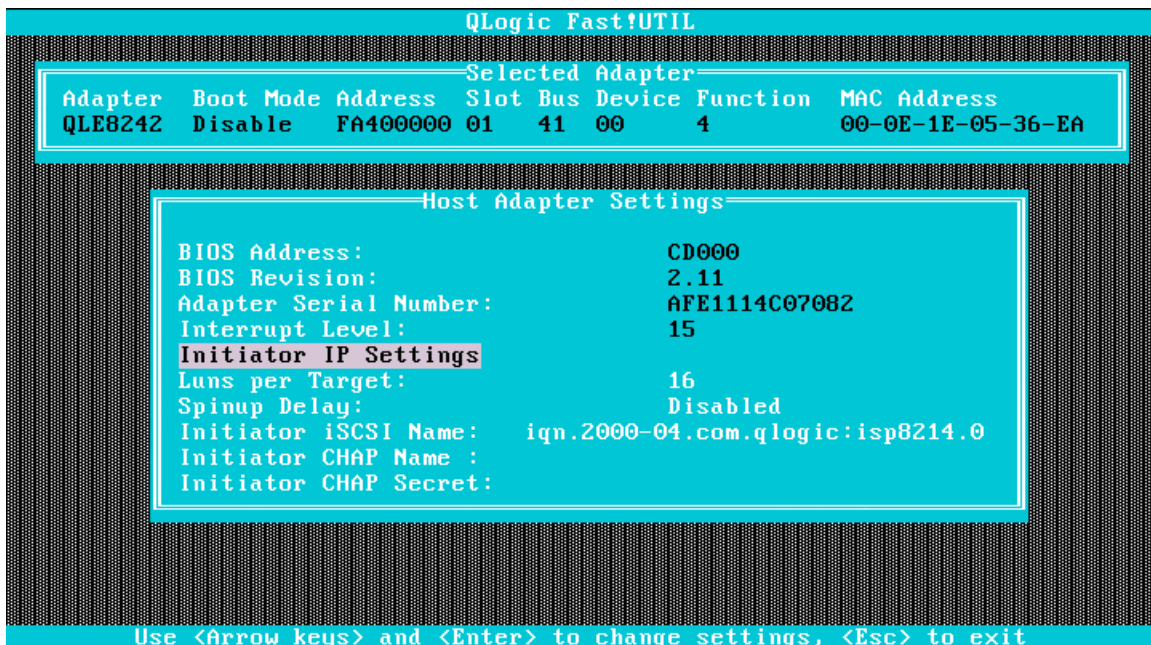 QLogic Fast!UTIL
Selected Adapter
Adapter Boot Mode Address Slot Bus Device Function MAC Address
QLE8242 Disable FA400000 01 41 00 4 00-0E-1E-05-36-EA
Host Adapter Settings
BIOS Address: CD000
BIOS Revision: 2.11
Adapter Serial Number: AFE1114C07082
Interrupt Level: 15
Initiator IP Settings
Luns per Target: 16
Spinup Delay: Disabled
Initiator iSCSI Name: iqn.2000-04.com.qlogic:isp8214.0
Initiator CHAP Name :
Initiator CHAP Secret:
Use <Arrow keys> and <Enter> to change settings, <Esc> to exit